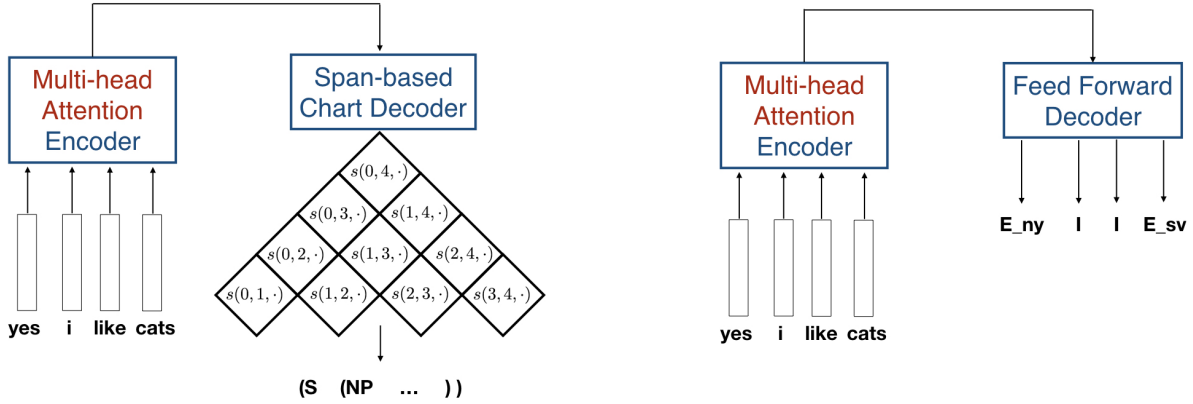 Multi-head
Attention
Encoder
Span-based
Chart Decoder
s(0, 4, ·)
s(0, 3, ·) s(1, 4, ·)
s(0, 2, ·) s(1, 3, ·) s(2, 4, ·)
s(0, 1, ·) s(1, 2, ·) s(2, 3, ·) s(3, 4, ·)
yes i like cats
(S (NP ... ) )
Multi-head
Attention
Encoder
Feed Forward
Decoder
E_ny I I E_sv
yes i like cats